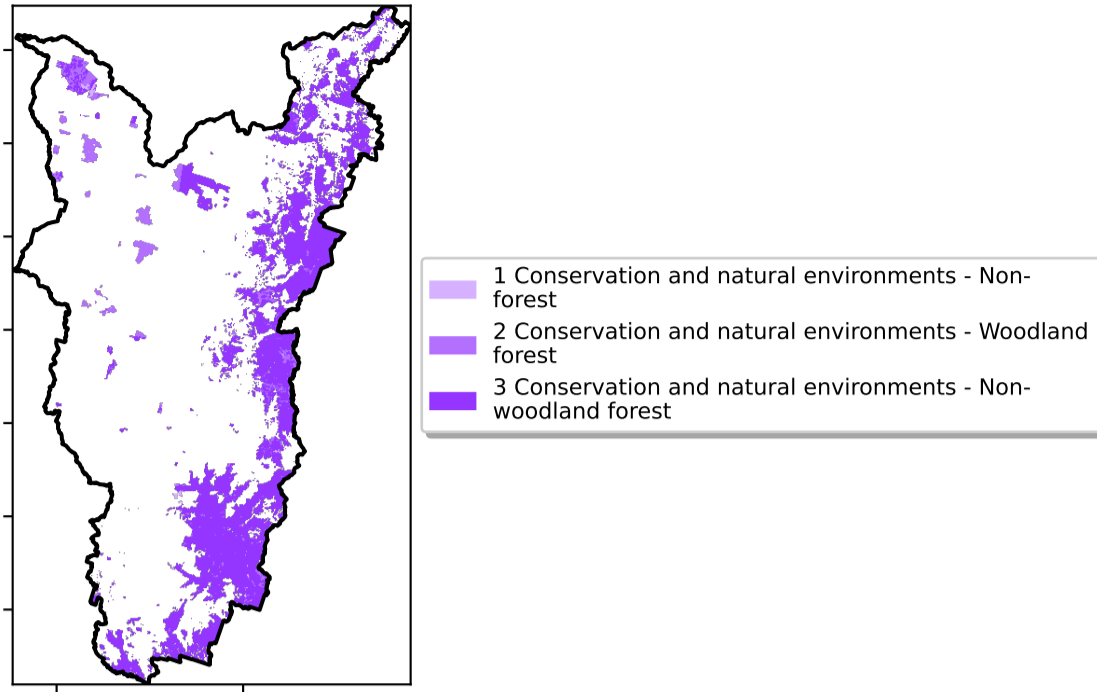 1 Conservation and natural environments - Non-
forest
2 Conservation and natural environments - Woodland
forest
3 Conservation and natural environments - Non-
woodland forest